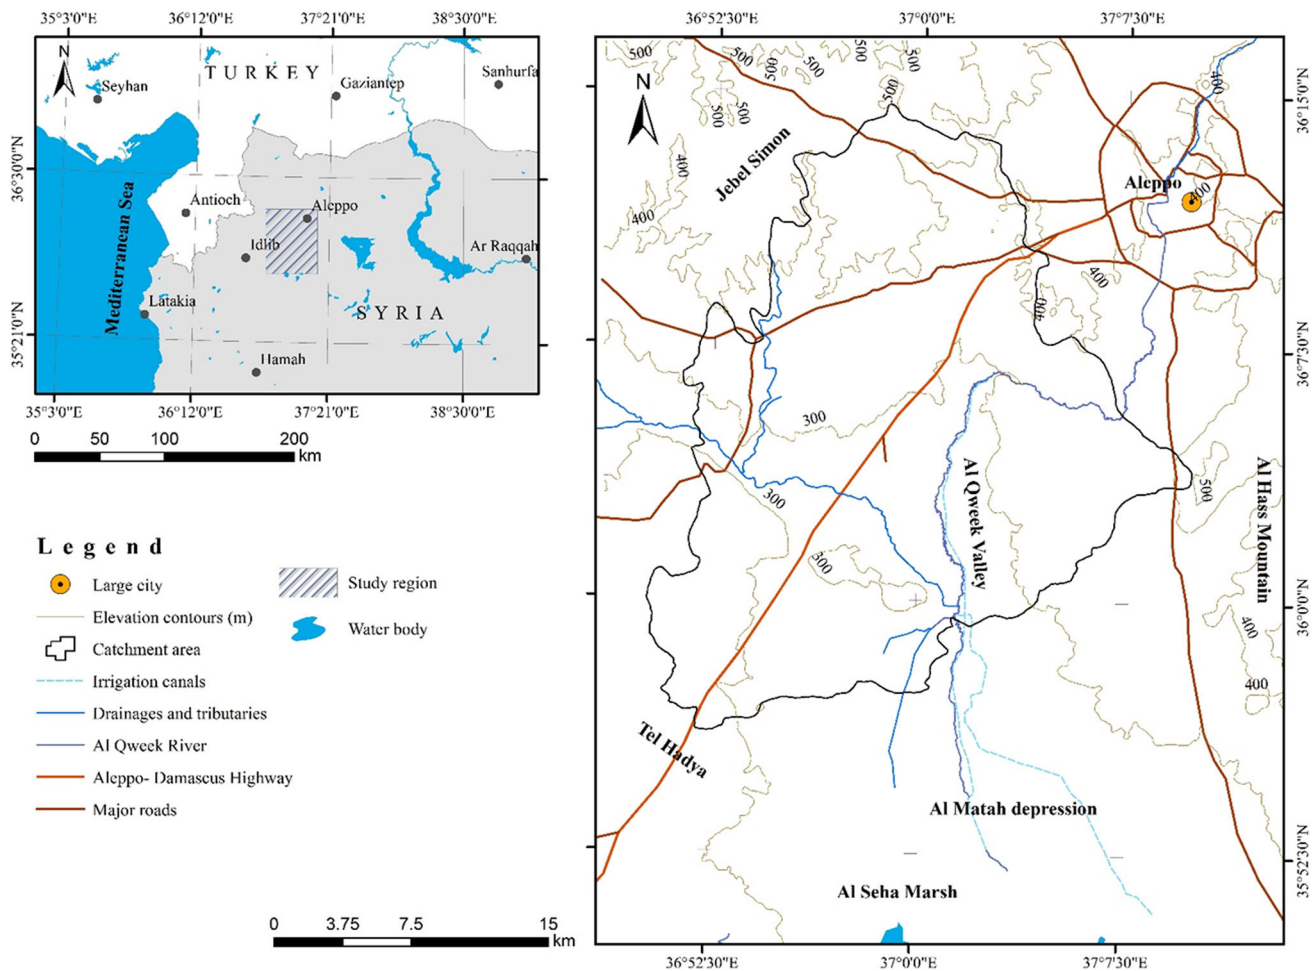 35°3'0"E 36°12'0"E 37°21'0"E 38°30'0"E
N
TURKEY
Seyhan
Gaziantep
Sanhurfa
36°30'0"N
Mediterranean Sea
Antioch
Aleppo
Idlib
Ar Raqqah
Latakia
SYRIA
35°21'0"N
Hamah
35°3'0"E 36°12'0"E 37°21'0"E 38°30'0"E
0 50 100 200
km
Legend
Large city
Elevation contours (m)
Catchment area
Irrigation canals
Drainages and tributaries
Al Qweek River
Aleppo- Damascus Highway
Major roads
Study region
Water body
0 3.75 7.5 15
km
36°52'30"E 37°0'0"E 37°7'30"E
N
500
500
500
500
500
500
500
500
500
400
36°15'0"N
Jebel Simon
400
400
Aleppo
400
400
400
36°7'30"N
300
300
300
Al Qweek Valley
500
Al Hass Mountain
36°0'0"N
400
400
Tel Hadya
Al Matah depression
35°52'30"N
Al Seha Marsh
36°52'30"E 37°0'0"E 37°7'30"E